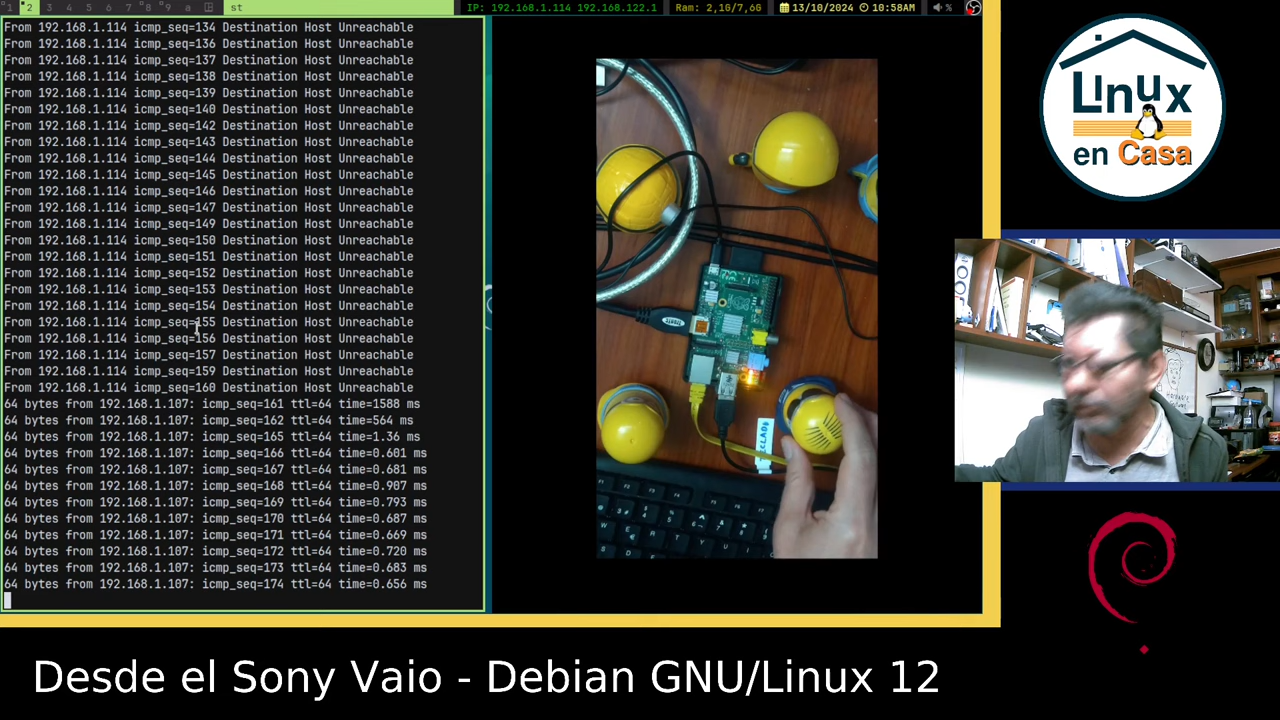 1 2 3 4 5 6 7 8 9 a st IP: 192.168.1.114 192.168.122.1 Ram: 2,10/7,6G 13/10/2024 10:58AM %
From 192.168.1.114 icmp_seq=134 Destination Host Unreachable
From 192.168.1.114 icmp_seq=136 Destination Host Unreachable
From 192.168.1.114 icmp_seq=137 Destination Host Unreachable
From 192.168.1.114 icmp_seq=138 Destination Host Unreachable
From 192.168.1.114 icmp_seq=139 Destination Host Unreachable
From 192.168.1.114 icmp_seq=140 Destination Host Unreachable
From 192.168.1.114 icmp_seq=142 Destination Host Unreachable
From 192.168.1.114 icmp_seq=143 Destination Host Unreachable
From 192.168.1.114 icmp_seq=144 Destination Host Unreachable
From 192.168.1.114 icmp_seq=145 Destination Host Unreachable
From 192.168.1.114 icmp_seq=146 Destination Host Unreachable
From 192.168.1.114 icmp_seq=147 Destination Host Unreachable
From 192.168.1.114 icmp_seq=149 Destination Host Unreachable
From 192.168.1.114 icmp_seq=150 Destination Host Unreachable
From 192.168.1.114 icmp_seq=151 Destination Host Unreachable
From 192.168.1.114 icmp_seq=152 Destination Host Unreachable
From 192.168.1.114 icmp_seq=153 Destination Host Unreachable
From 192.168.1.114 icmp_seq=154 Destination Host Unreachable
From 192.168.1.114 icmp_seq=155 Destination Host Unreachable
From 192.168.1.114 icmp_seq=156 Destination Host Unreachable
From 192.168.1.114 icmp_seq=157 Destination Host Unreachable
From 192.168.1.114 icmp_seq=159 Destination Host Unreachable
From 192.168.1.114 icmp_seq=160 Destination Host Unreachable
64 bytes from 192.168.1.107: icmp_seq=161 ttl=64 time=1588 ms
64 bytes from 192.168.1.107: icmp_seq=162 ttl=64 time=564 ms
64 bytes from 192.168.1.107: icmp_seq=165 ttl=64 time=1.36 ms
64 bytes from 192.168.1.107: icmp_seq=166 ttl=64 time=0.601 ms
64 bytes from 192.168.1.107: icmp_seq=167 ttl=64 time=0.681 ms
64 bytes from 192.168.1.107: icmp_seq=168 ttl=64 time=0.907 ms
64 bytes from 192.168.1.107: icmp_seq=169 ttl=64 time=0.793 ms
64 bytes from 192.168.1.107: icmp_seq=170 ttl=64 time=0.687 ms
64 bytes from 192.168.1.107: icmp_seq=171 ttl=64 time=0.669 ms
64 bytes from 192.168.1.107: icmp_seq=172 ttl=64 time=0.720 ms
64 bytes from 192.168.1.107: icmp_seq=173 ttl=64 time=0.683 ms
64 bytes from 192.168.1.107: icmp_seq=174 ttl=64 time=0.656 ms
TECLADO
Linux
en Casa
Desde el Sony Vaio - Debian GNU/Linux 12